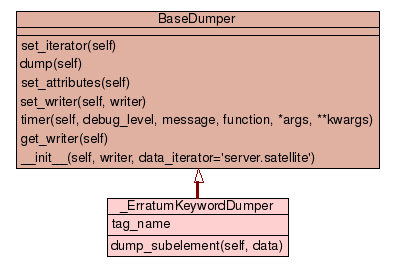 BaseDumper
set_iterator(self)
dump(self)
set_attributes(self)
set_writer(self, writer)
timer(self, debug_level, message, function, *args, **kwargs)
get_writer(self)
__init__(self, writer, data_iterator='server.satellite')
_ErratumKeywordDumper
tag_name
dump_subelement(self, data)